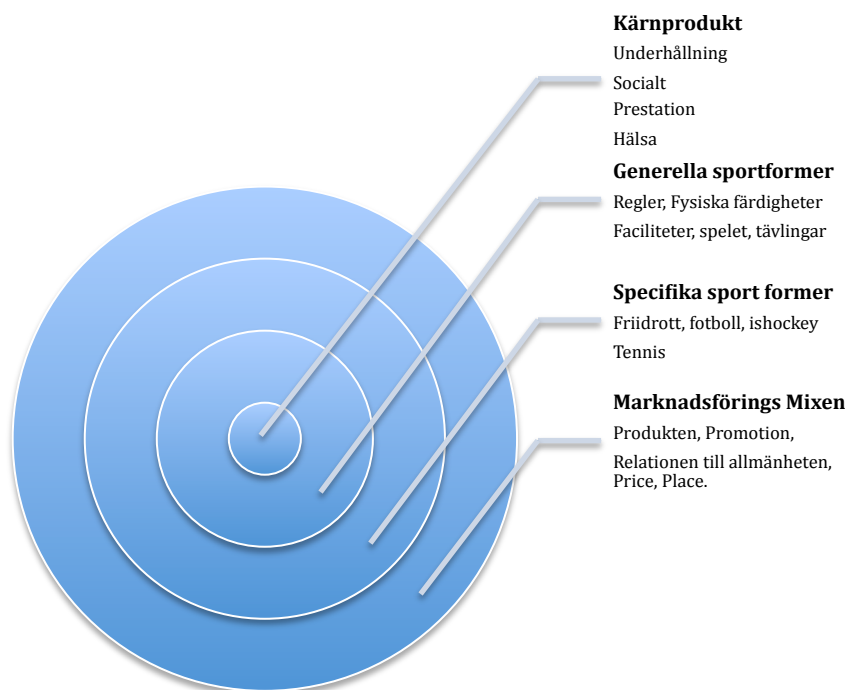 Kärnprodukt
Underhållning
Socialt
Prestation
Hälsa
Generella sportformer
Regler, Fysiska färdigheter
Faciliteter, spelet, tävlingar
Specifika sport former
Friidrott, fotboll, ishockey
Tennis
Marknadsförings Mixen
Produkten, Promotion,
Relationen till allmänheten,
Price, Place.